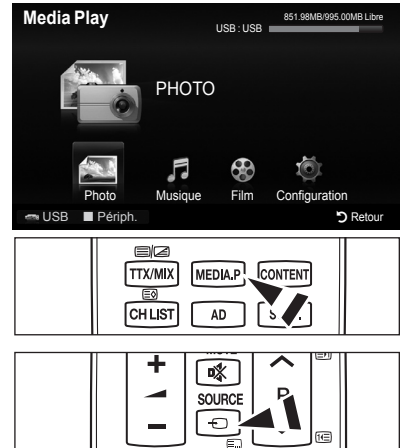 Media Play
851.98MB/995.00MB Libre
USB : USB
PHOTO
Photo Musique Film Configuration
USB Périph. Retour
TTX/MIX MEDIA.P CONTENT
CH LIST AD
SOURCE
P